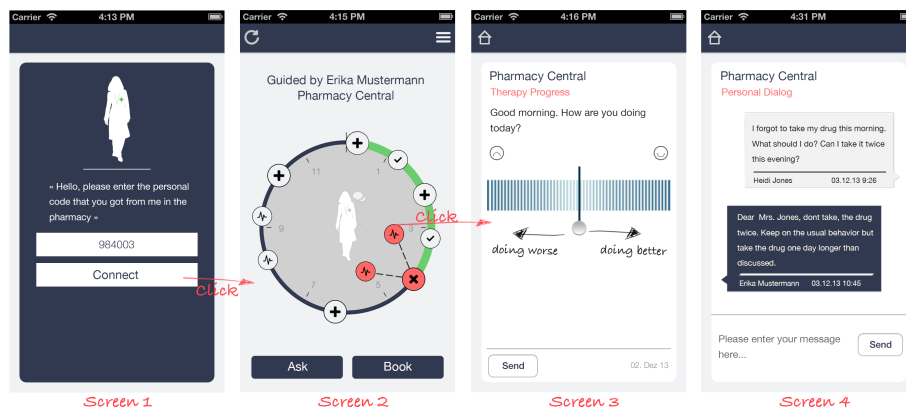 Carrier 4:13 PM
« Hello, please enter the personal
code that you got from me in the
pharmacy »
984003
Connect
Click
Screen 1
Carrier 4:15 PM
Guided by Erika Mustermann
Pharmacy Central
11
1
9
3
7
5
Click
Ask
Book
Screen 2
Carrier 4:16 PM
Pharmacy Central
Therapy Progress
Good morning. How are you doing
today?
doing worse
doing better
Send
02. Dez 13
Screen 3
Carrier 4:31 PM
Pharmacy Central
Personal Dialog
I forgot to take my drug this morning.
What should I do? Can I take it twice
this evening?
Heidi Jones 03.12.13 9:26
Dear Mrs. Jones, dont take, the drug
twice. Keep on the usual behavior but
take the drug one day longer than
discussed.
Erika Mustermann 03.12.13 10:45
Please enter your message
here...
Send
Screen 4